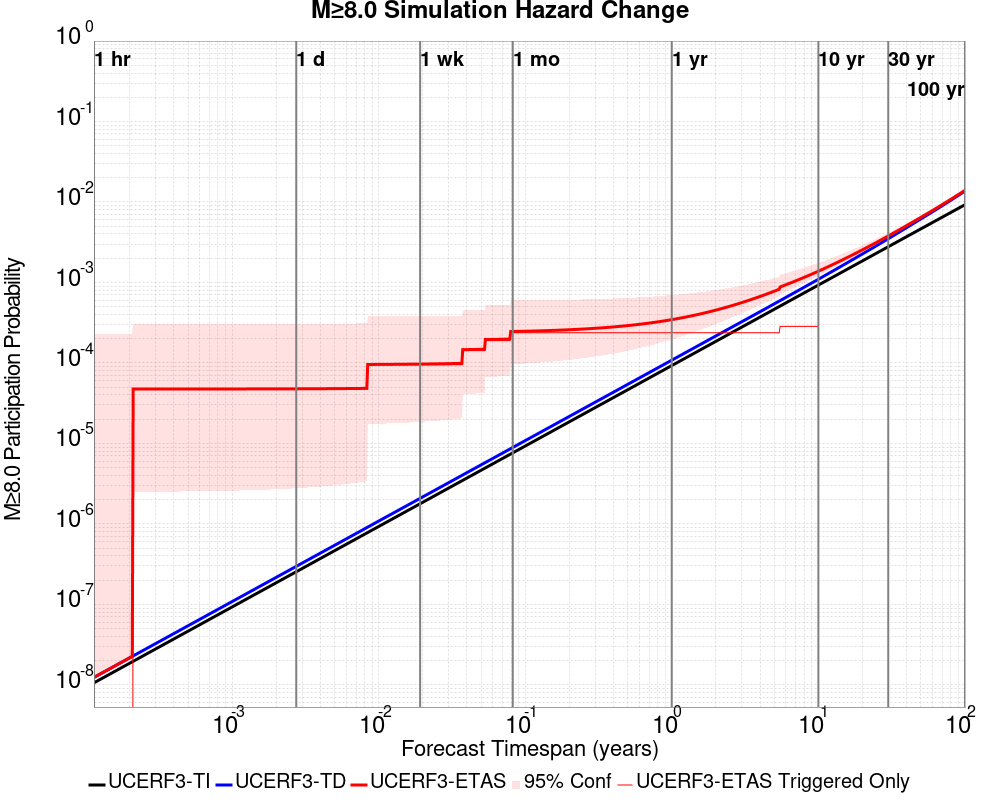 M≥8.0 Simulation Hazard Change
1 hr 1 d 1 wk 1 mo 1 yr 10 yr 30 yr
100 yr
M≥8.0 Participation Probability
10^0
10^-1
10^-2
10^-3
10^-4
10^-5
10^-6
10^-7
10^-8
10^-3 10^-2 10^-1 10^0 10^1 10^2
Forecast Timespan (years)
UCERF3-TI UCERF3-TD UCERF3-ETAS 95% Conf UCERF3-ETAS Triggered Only